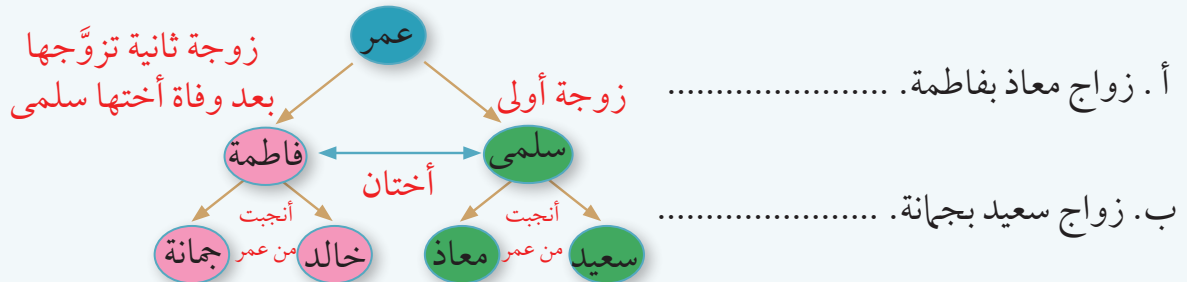 عمر
زوجة ثانية تزوَّجها
بعد وفاة أختها سلمى
زوجة أولى
أ. زواج معاذ بفاطمة. .......................
سلمى
فاطمة
أختان
ب. زواج سعيد بجمانة. .......................
أنجبت
من عمر
أنجبت
من عمر
سعيد
معاذ
خالد
جمانة